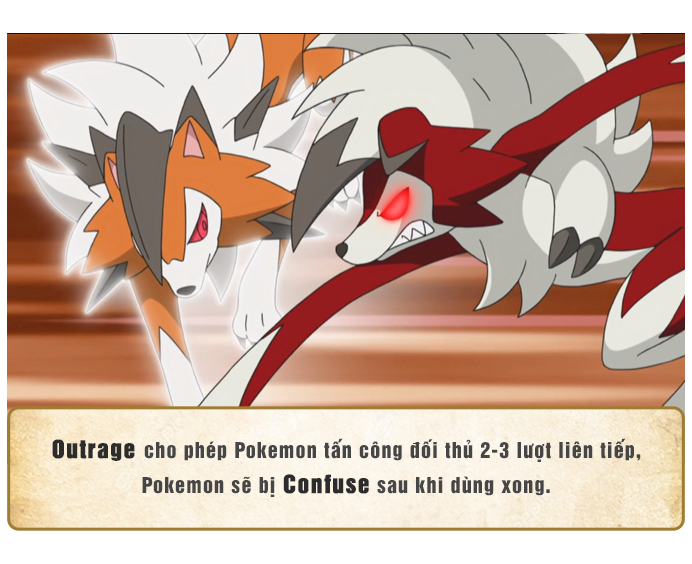 Outrage cho phép Pokemon tấn công đối thủ 2-3 lượt liên tiếp,
Pokemon sẽ bị Confuse sau khi dùng xong.